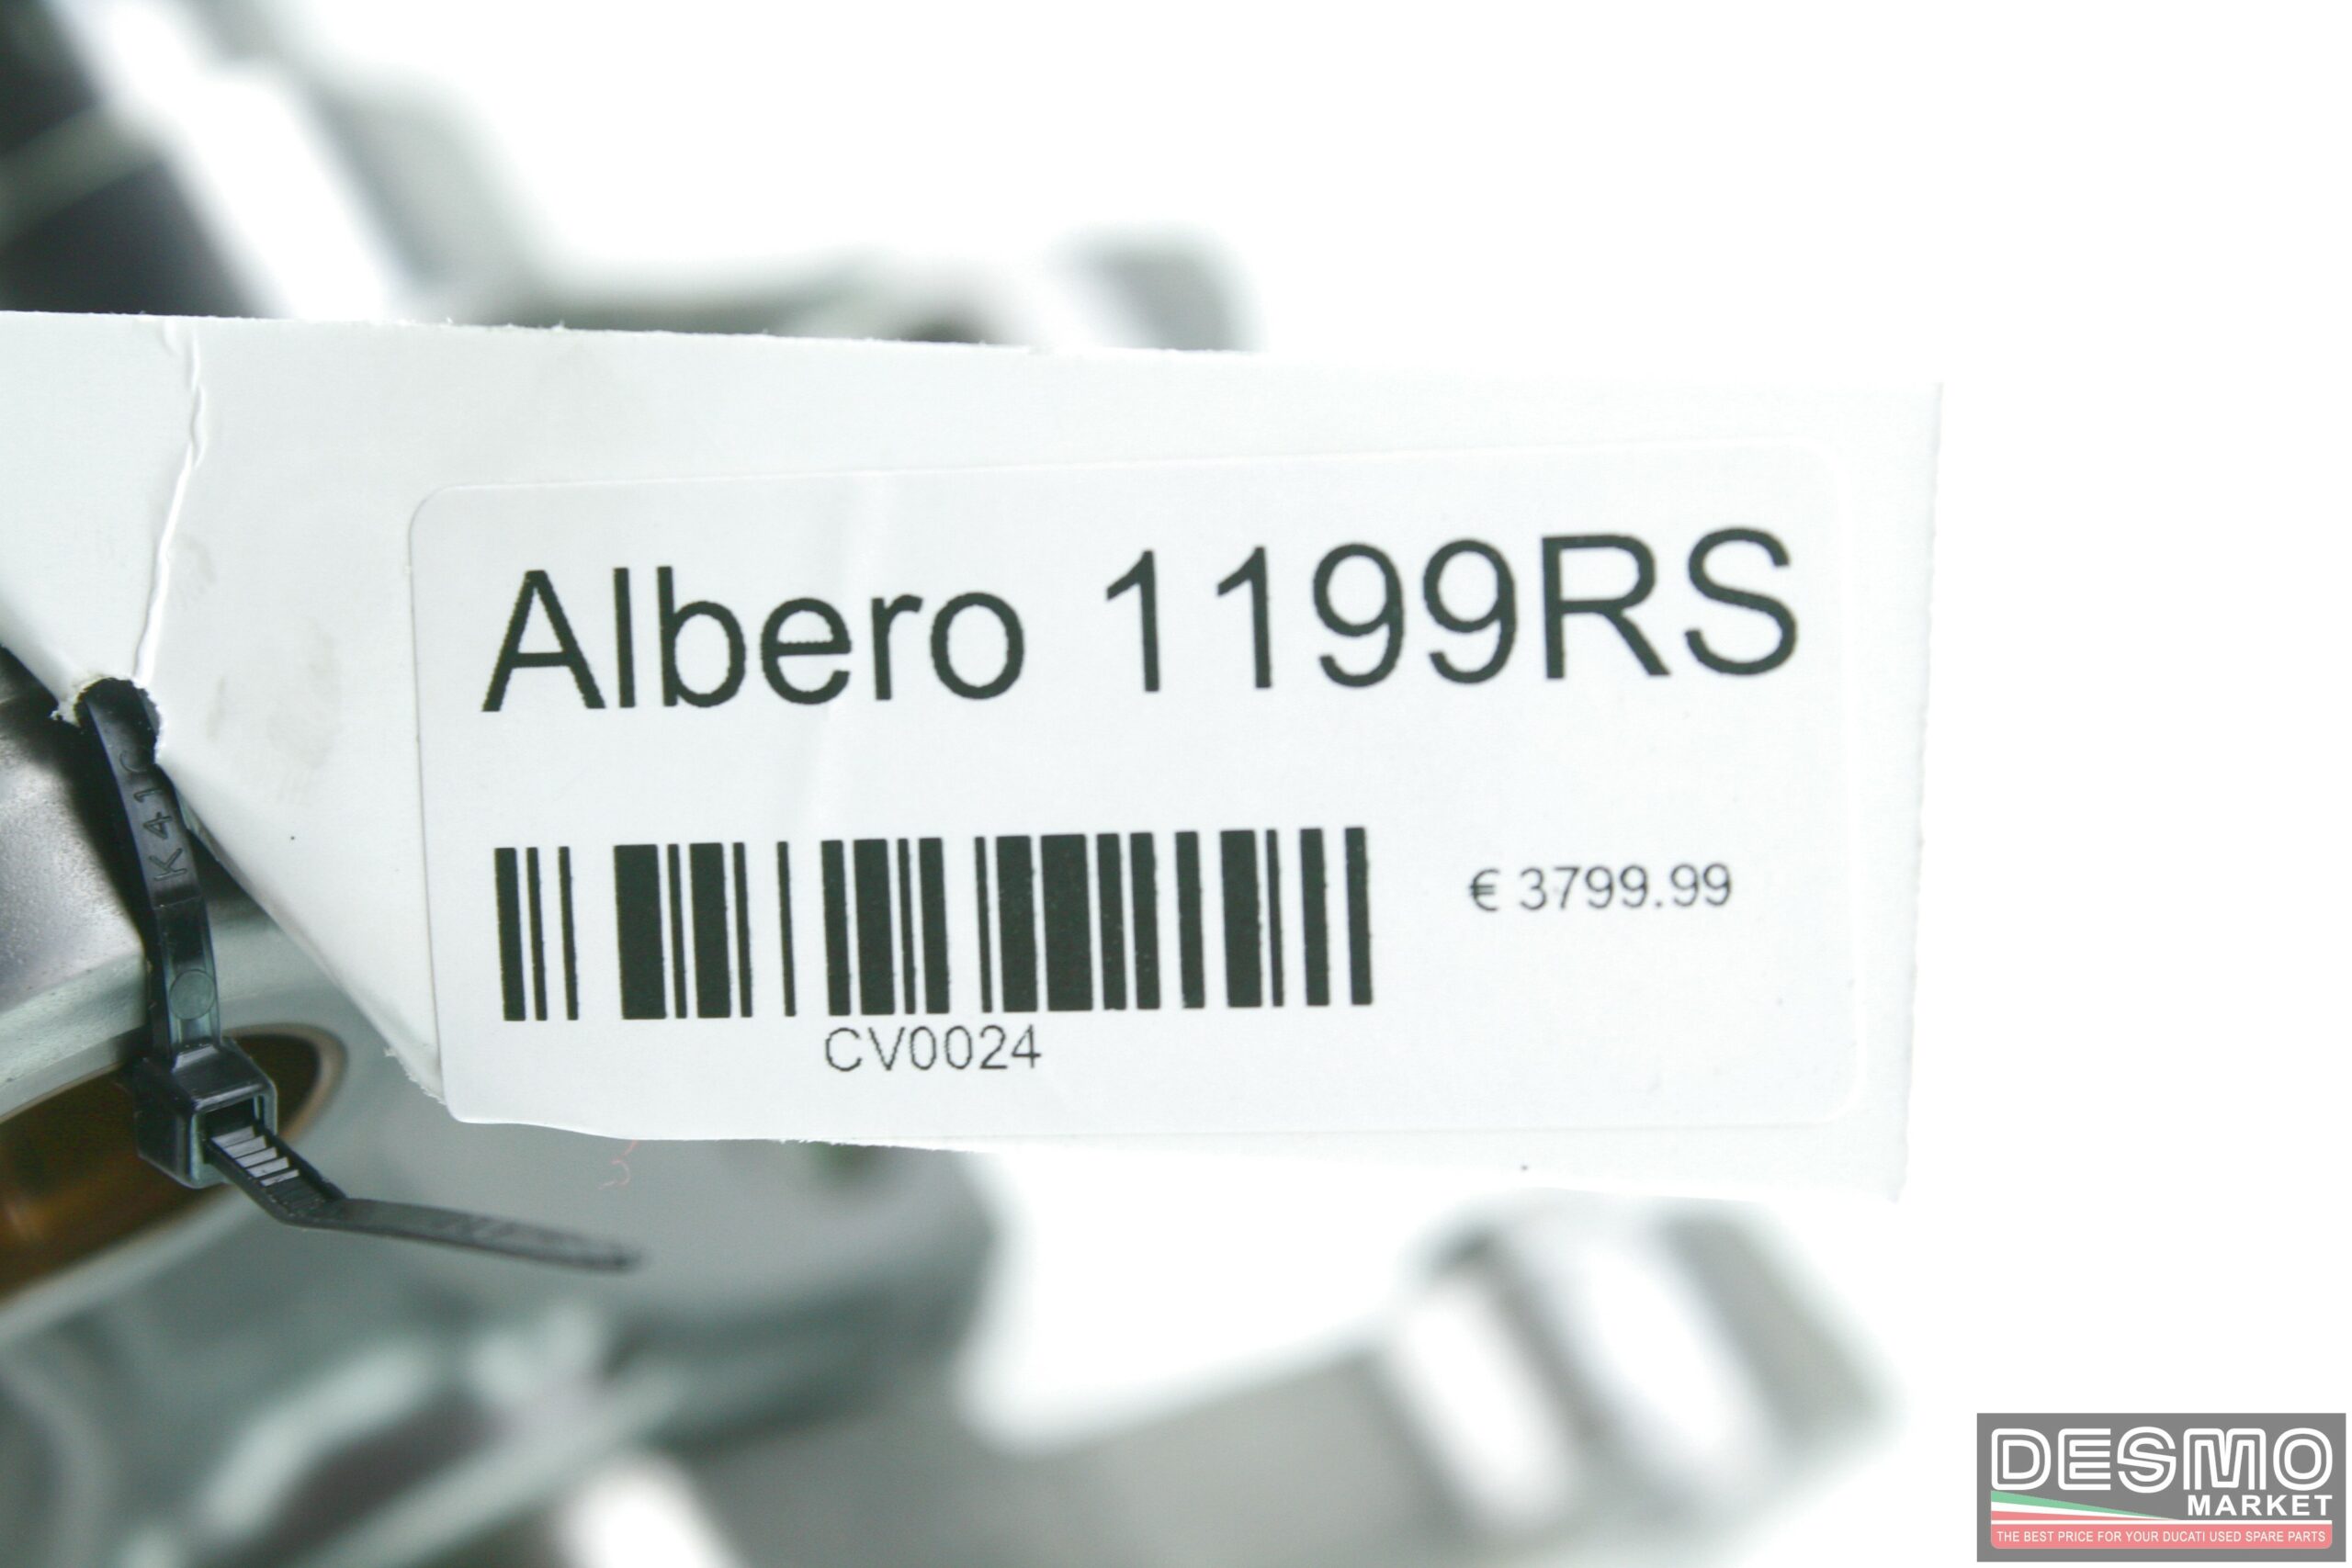 Albero 1199RS
€ 3799.99
CV0024
K41
DESMO
MARKET
THE BEST PRICE FOR YOUR DUCATI USED SPARE PARTS